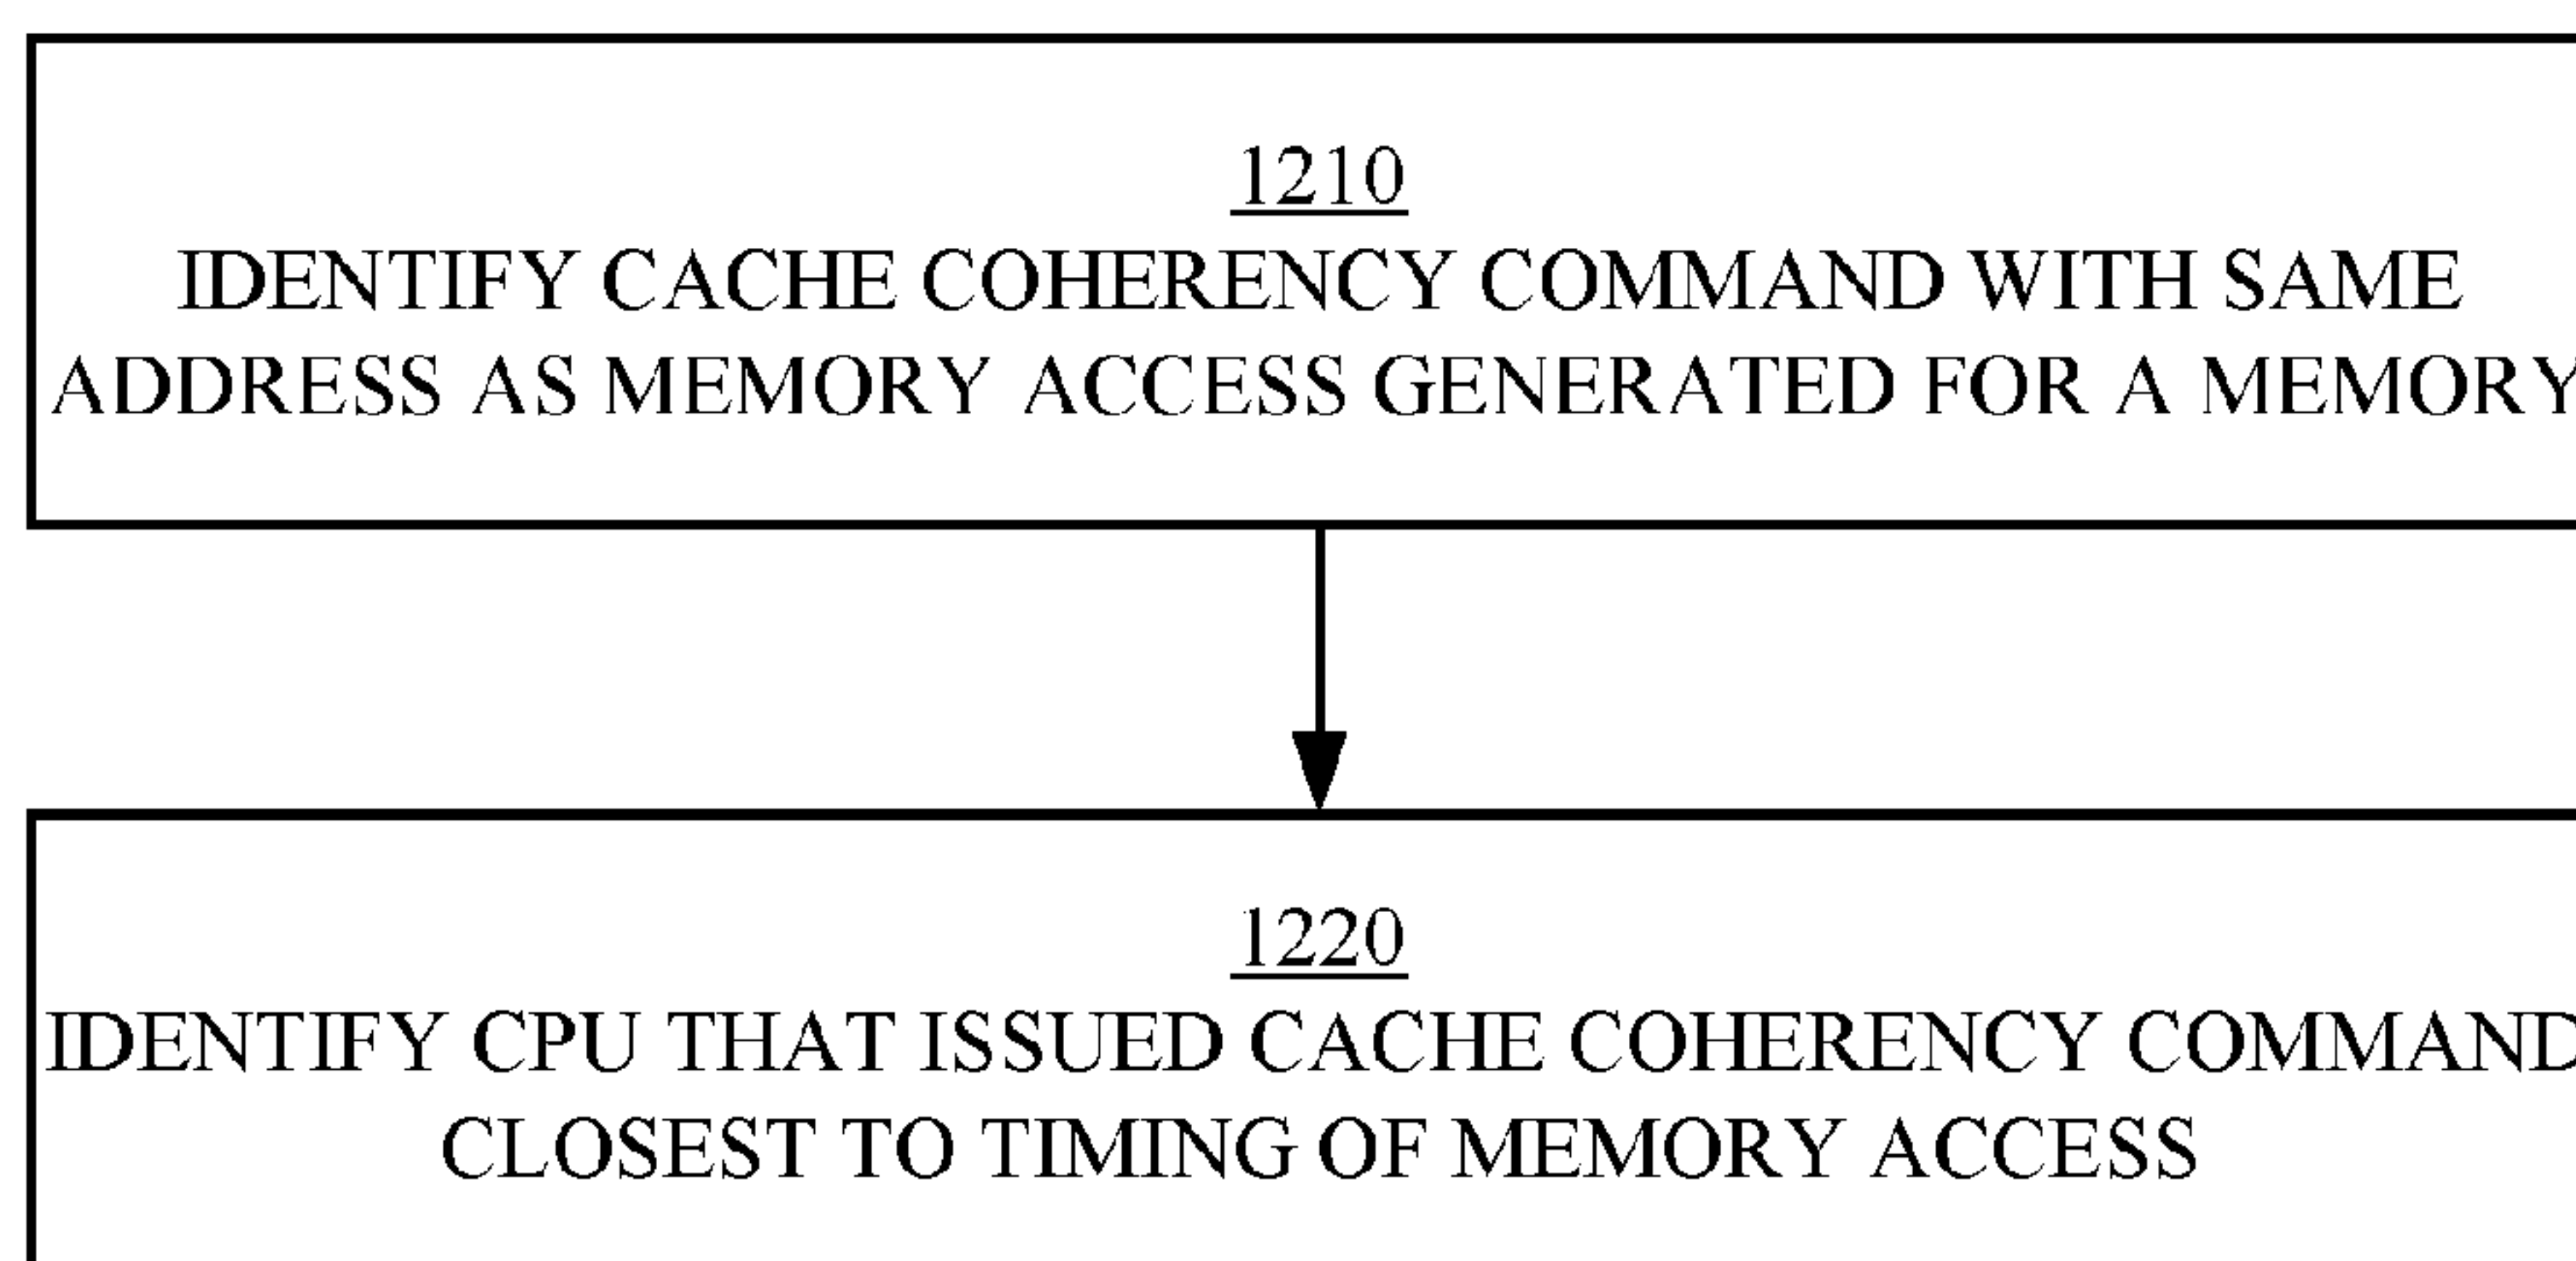 1210
IDENTIFY CACHE COHERENCY COMMAND WITH SAME
ADDRESS AS MEMORY ACCESS GENERATED FOR A MEMORY
1220
IDENTIFY CPU THAT ISSUED CACHE COHERENCY COMMAND
CLOSEST TO TIMING OF MEMORY ACCESS